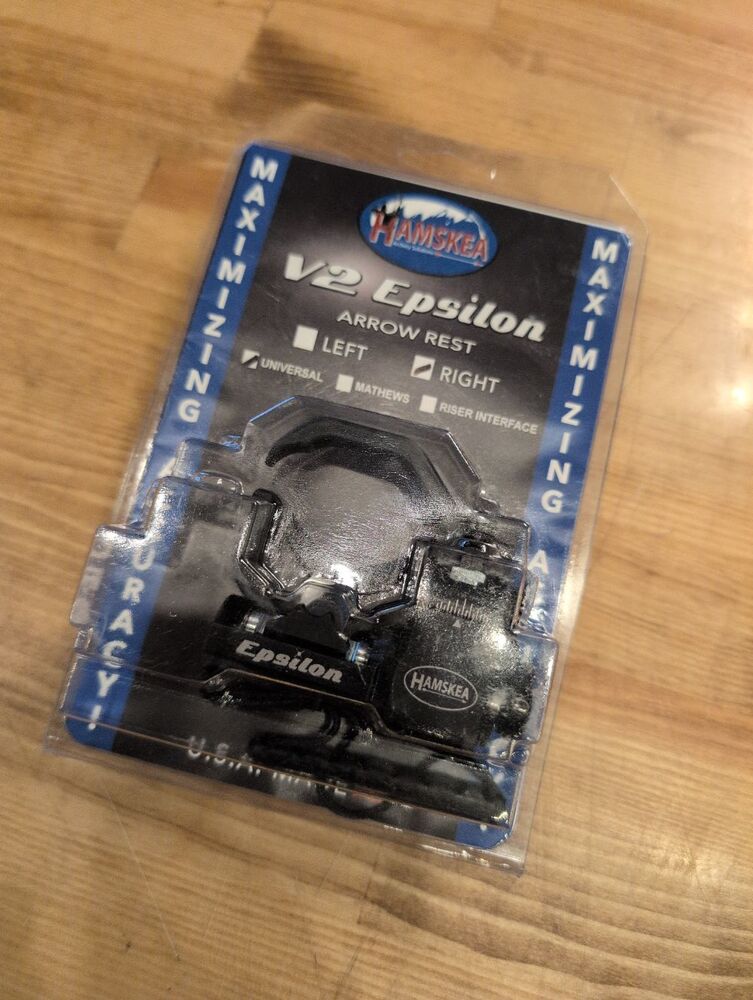 HAMSKEA
V2 Epsilon
ARROW REST
LEFT
RIGHT
UNIVERSAL
MATHEWS
RISER INTERFACE
MAXIMIZING
MAXIMIZING
Epsilon
HAMSKEA
U.S.A.